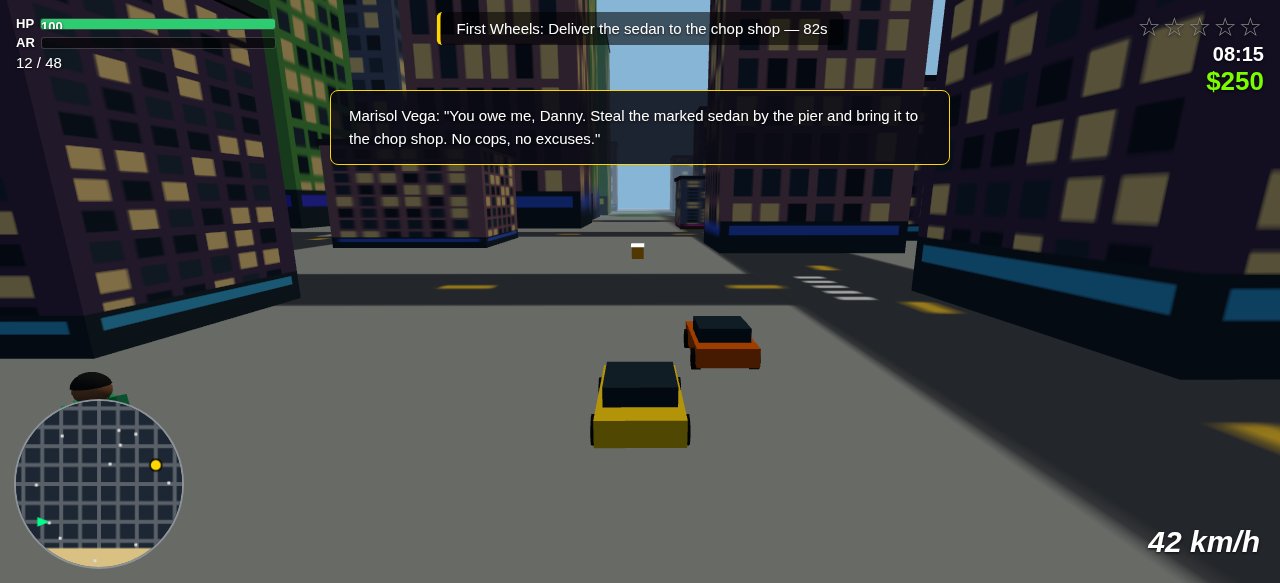 HP 100
AR
12 / 48
First Wheels: Deliver the sedan to the chop shop — 82s
☆☆☆☆☆
08:15
$250
Marisol Vega: "You owe me, Danny. Steal the marked sedan by the pier and bring it to
the chop shop. No cops, no excuses."
42 km/h